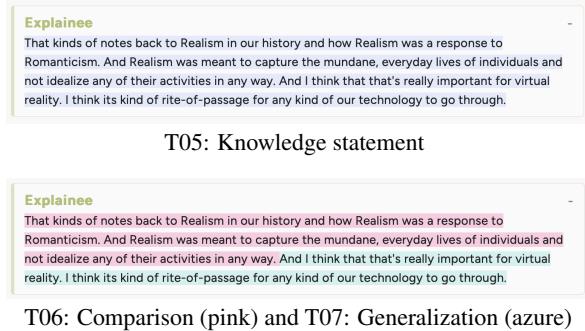 Explainee -
That kinds of notes back to Realism in our history and how Realism was a response to
Romanticism. And Realism was meant to capture the mundane, everyday lives of individuals and
not idealize any of their activities in any way. And I think that that's really important for virtual
reality. I think its kind of rite-of-passage for any kind of our technology to go through.
T05: Knowledge statement
Explainee -
That kinds of notes back to Realism in our history and how Realism was a response to
Romanticism. And Realism was meant to capture the mundane, everyday lives of individuals and
not idealize any of their activities in any way. And I think that that's really important for virtual
reality. I think its kind of rite-of-passage for any kind of our technology to go through.
T06: Comparison (pink) and T07: Generalization (azure)